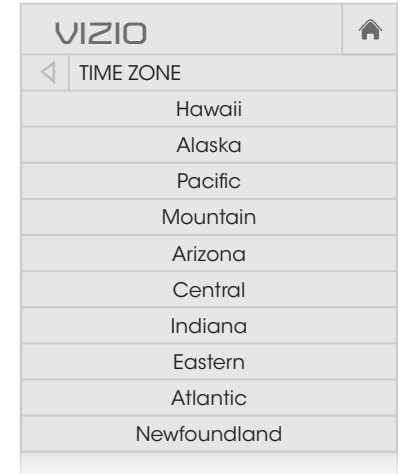 VIZIO
TIME ZONE
Hawaii
Alaska
Pacific
Mountain
Arizona
Central
Indiana
Eastern
Atlantic
Newfoundland